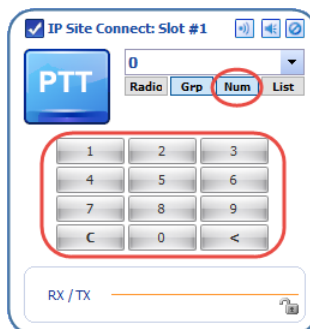 IP Site Connect: Slot #1
PTT
0
Radio Grp Num List
1 2 3
4 5 6
7 8 9
C 0 <
RX / TX